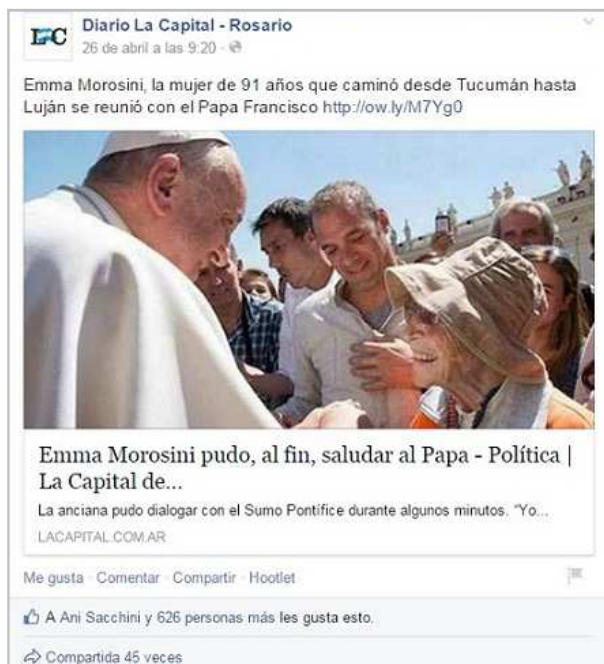 LFC
Diario La Capital - Rosario
26 de abril a las 9:20 ·
Emma Morosini, la mujer de 91 años que caminó desde Tucumán hasta
Luján se reunió con el Papa Francisco http://ow.ly/M7Yg0
Emma Morosini pudo, al fin, saludar al Papa - Política |
La Capital de...
La anciana pudo dialogar con el Sumo Pontífice durante algunos minutos. "Yo...
LACAPITAL.COM.AR
Me gusta · Comentar · Compartir · Hootlet
A Ani Sacchini y 626 personas más les gusta esto.
Compartida 45 veces